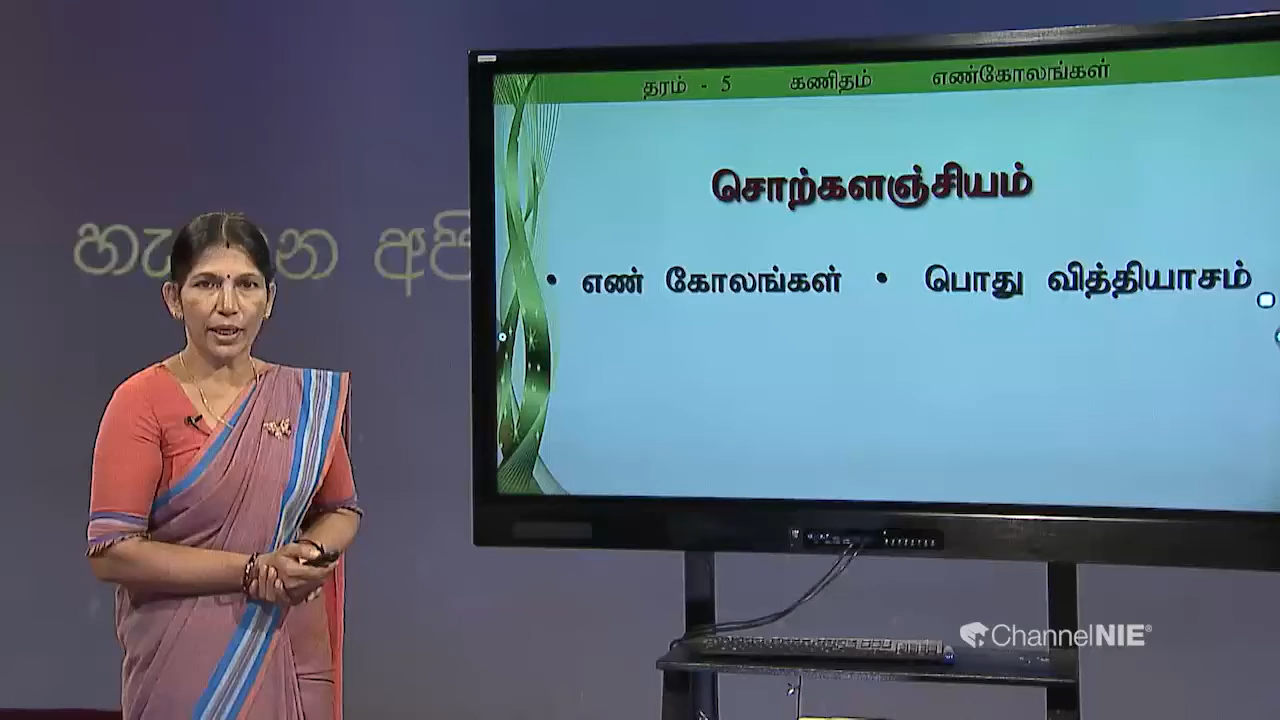 தரம் - 5 கணிதம் எண்கோலங்கள்
சொற்களஞ்சியம்
• எண் கோலங்கள் • பொது வித்தியாசம்
ChannelNIE®